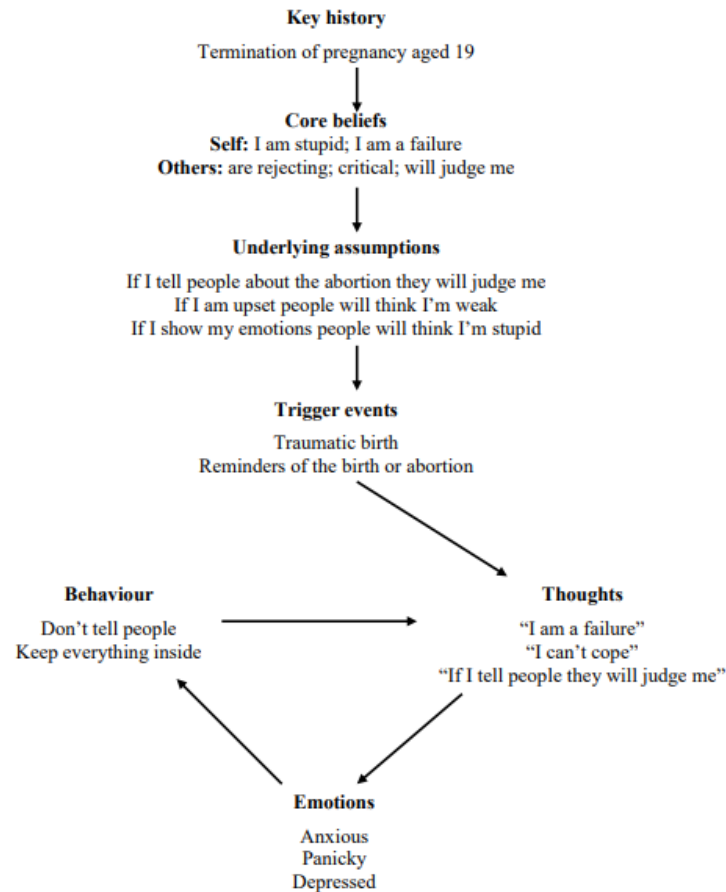 Key history
Termination of pregnancy aged 19
Core beliefs
Self: I am stupid; I am a failure
Others: are rejecting; critical; will judge me
Underlying assumptions
If I tell people about the abortion they will judge me
If I am upset people will think I'm weak
If I show my emotions people will think I'm stupid
Trigger events
Traumatic birth
Reminders of the birth or abortion
Behaviour
Don't tell people
Keep everything inside
Thoughts
“I am a failure”
“I can't cope”
“If I tell people they will judge me”
Emotions
Anxious
Panicky
Depressed